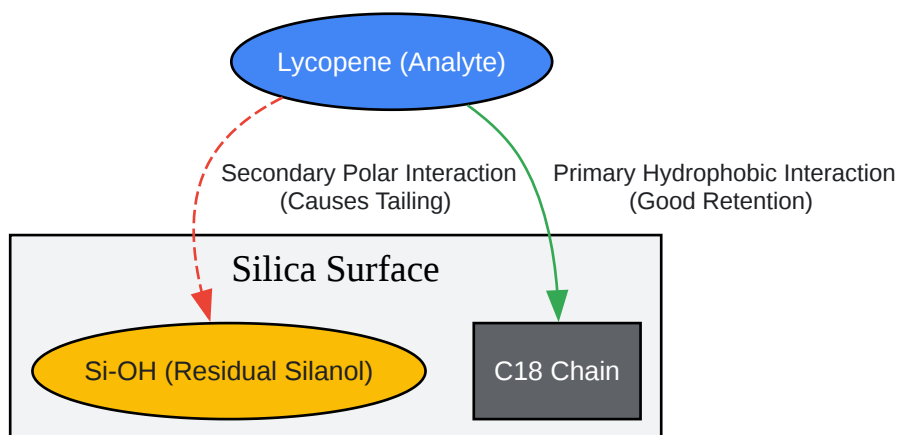 Lycopene (Analyte)
Secondary Polar Interaction
(Causes Tailing)
Primary Hydrophobic Interaction
(Good Retention)
Silica Surface
Si-OH (Residual Silanol)
C18 Chain